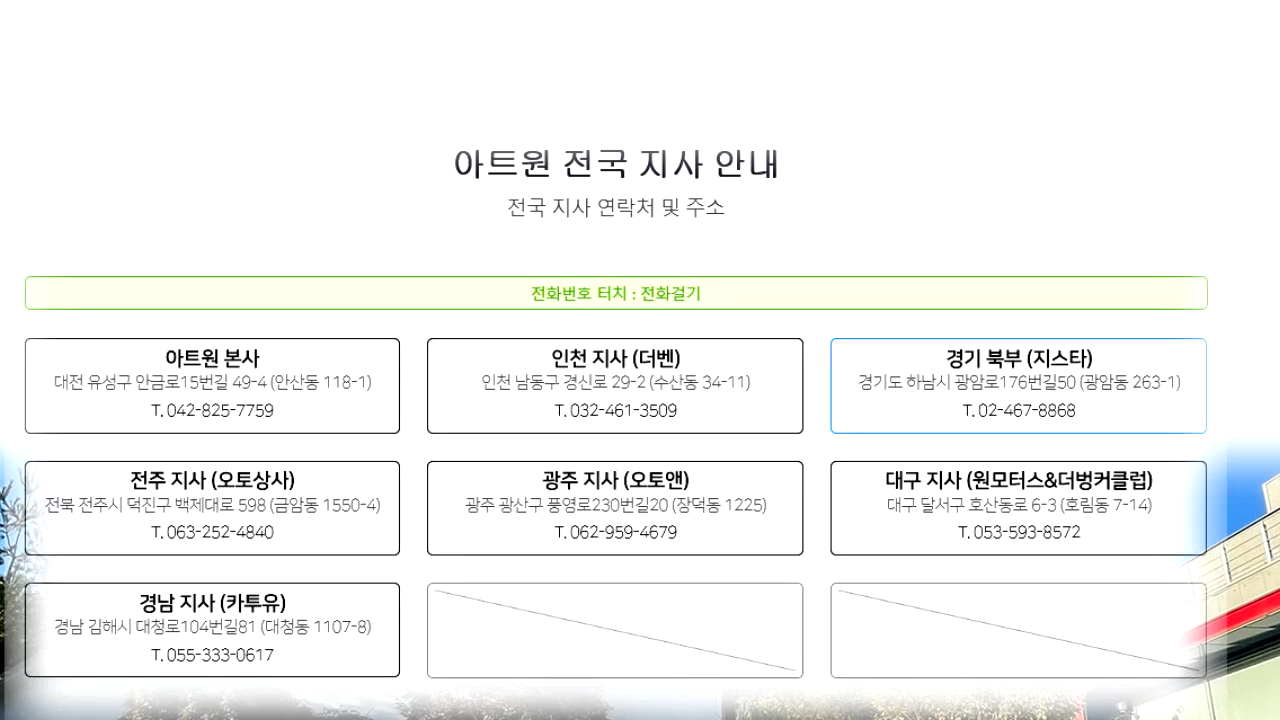 아트원 전국 지사 안내
전국 지사 연락처 및 주소
전화번호 터치 : 전화걸기
아트원 본사
대전 유성구 안금로15번길 49-4 (안산동 118-1)
T. 042-825-7759
인천 지사 (더벤)
인천 남동구 경신로 29-2 (수산동 34-11)
T. 032-461-3509
경기 북부 (지스타)
경기도 하남시 광암로176번길50 (광암동 263-1)
T. 02-467-8868
전주 지사 (오토상사)
전북 전주시 덕진구 백제대로 598 (금암동 1550-4)
T. 063-252-4840
광주 지사 (오토앤)
광주 광산구 풍영로230번길20 (장덕동 1225)
T. 062-959-4679
대구 지사 (원모터스&더벙커클럽)
대구 달서구 호산동로 6-3 (호림동 7-14)
T. 053-593-8572
경남 지사 (카투유)
경남 김해시 대청로104번길81 (대청동 1107-8)
T. 055-333-0617